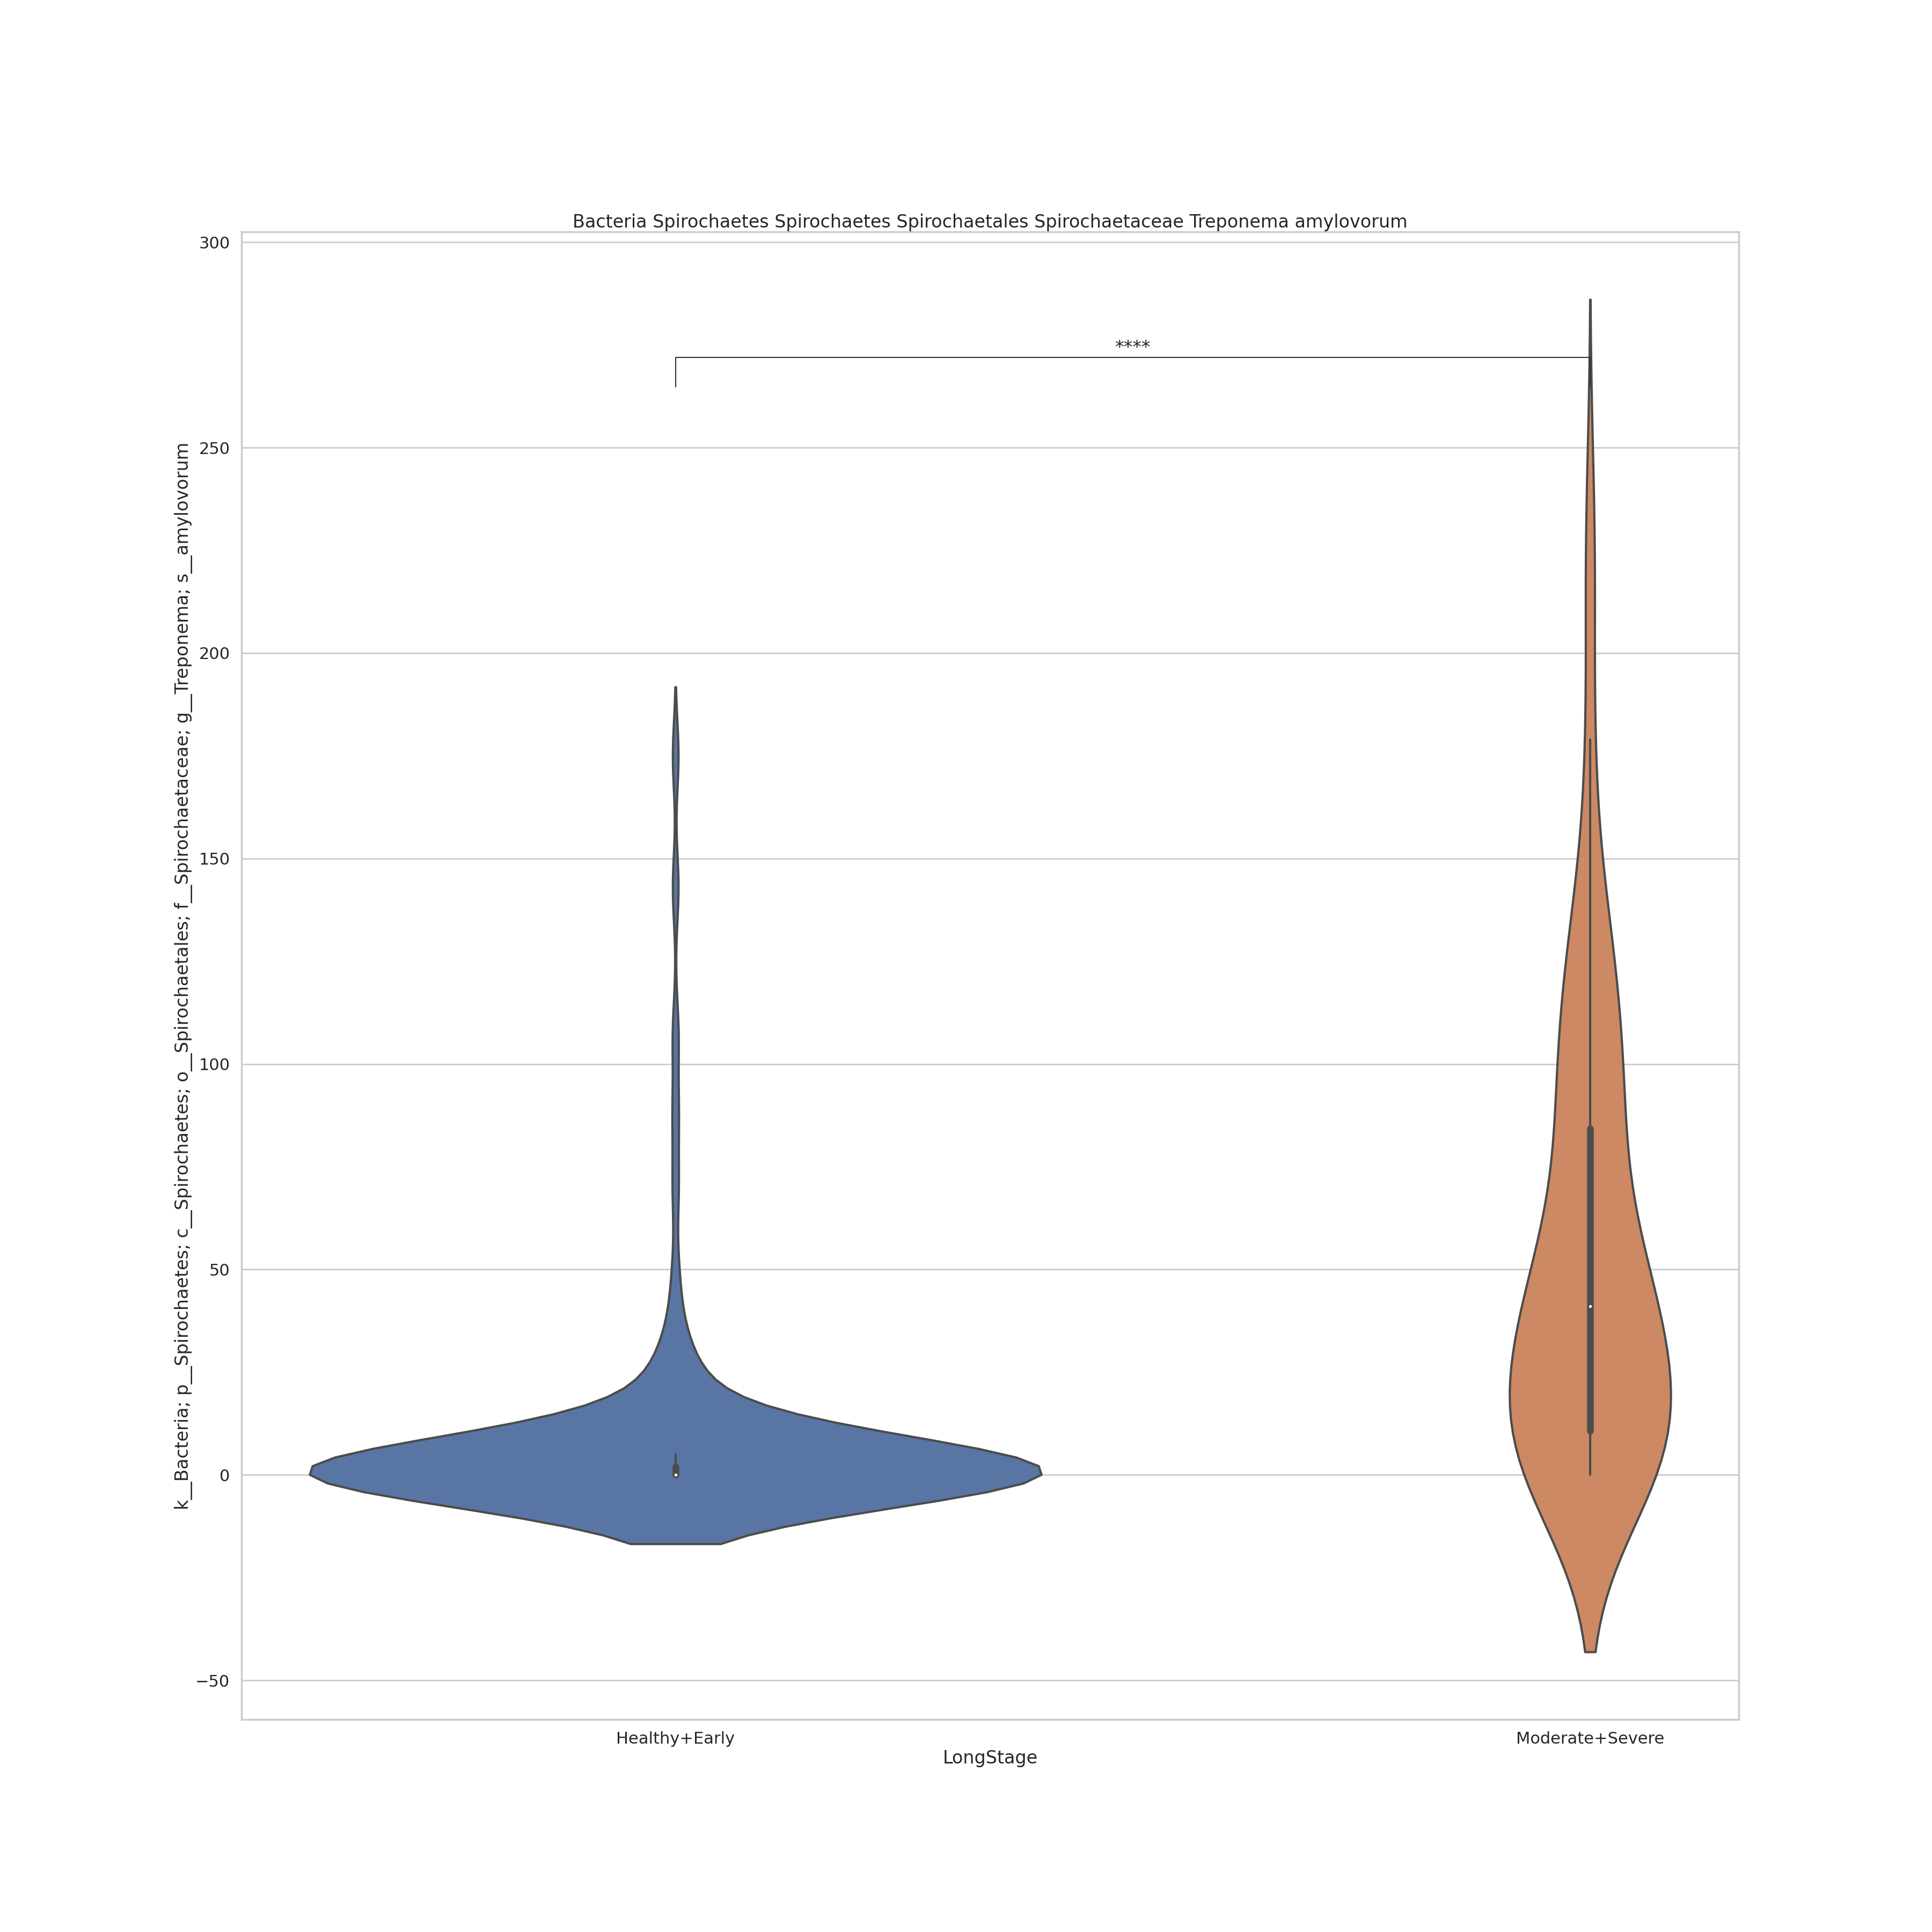 Bacteria Spirochaetes Spirochaetes Spirochaetales Spirochaetaceae Treponema amylovorum
k__Bacteria; p__Spirochaetes; c__Spirochaetes; o__Spirochaetales; f__Spirochaetaceae; g__Treponema; s__amylovorum
300
250
200
150
100
50
0
−50
****
Healthy+Early
Moderate+Severe
LongStage